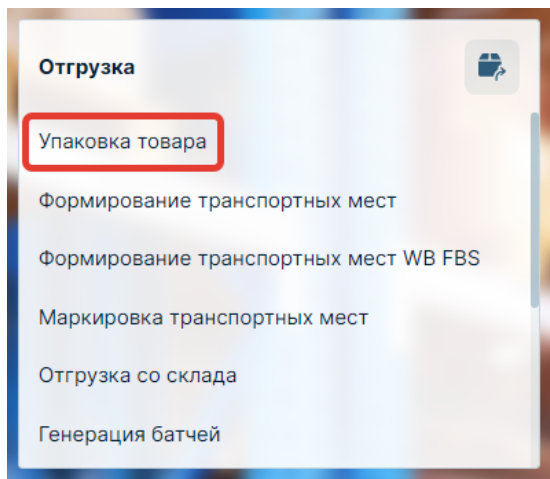 Отгрузка
Упаковка товара
Формирование транспортных мест
Формирование транспортных мест WB FBS
Маркировка транспортных мест
Отгрузка со склада
Генерация батчей